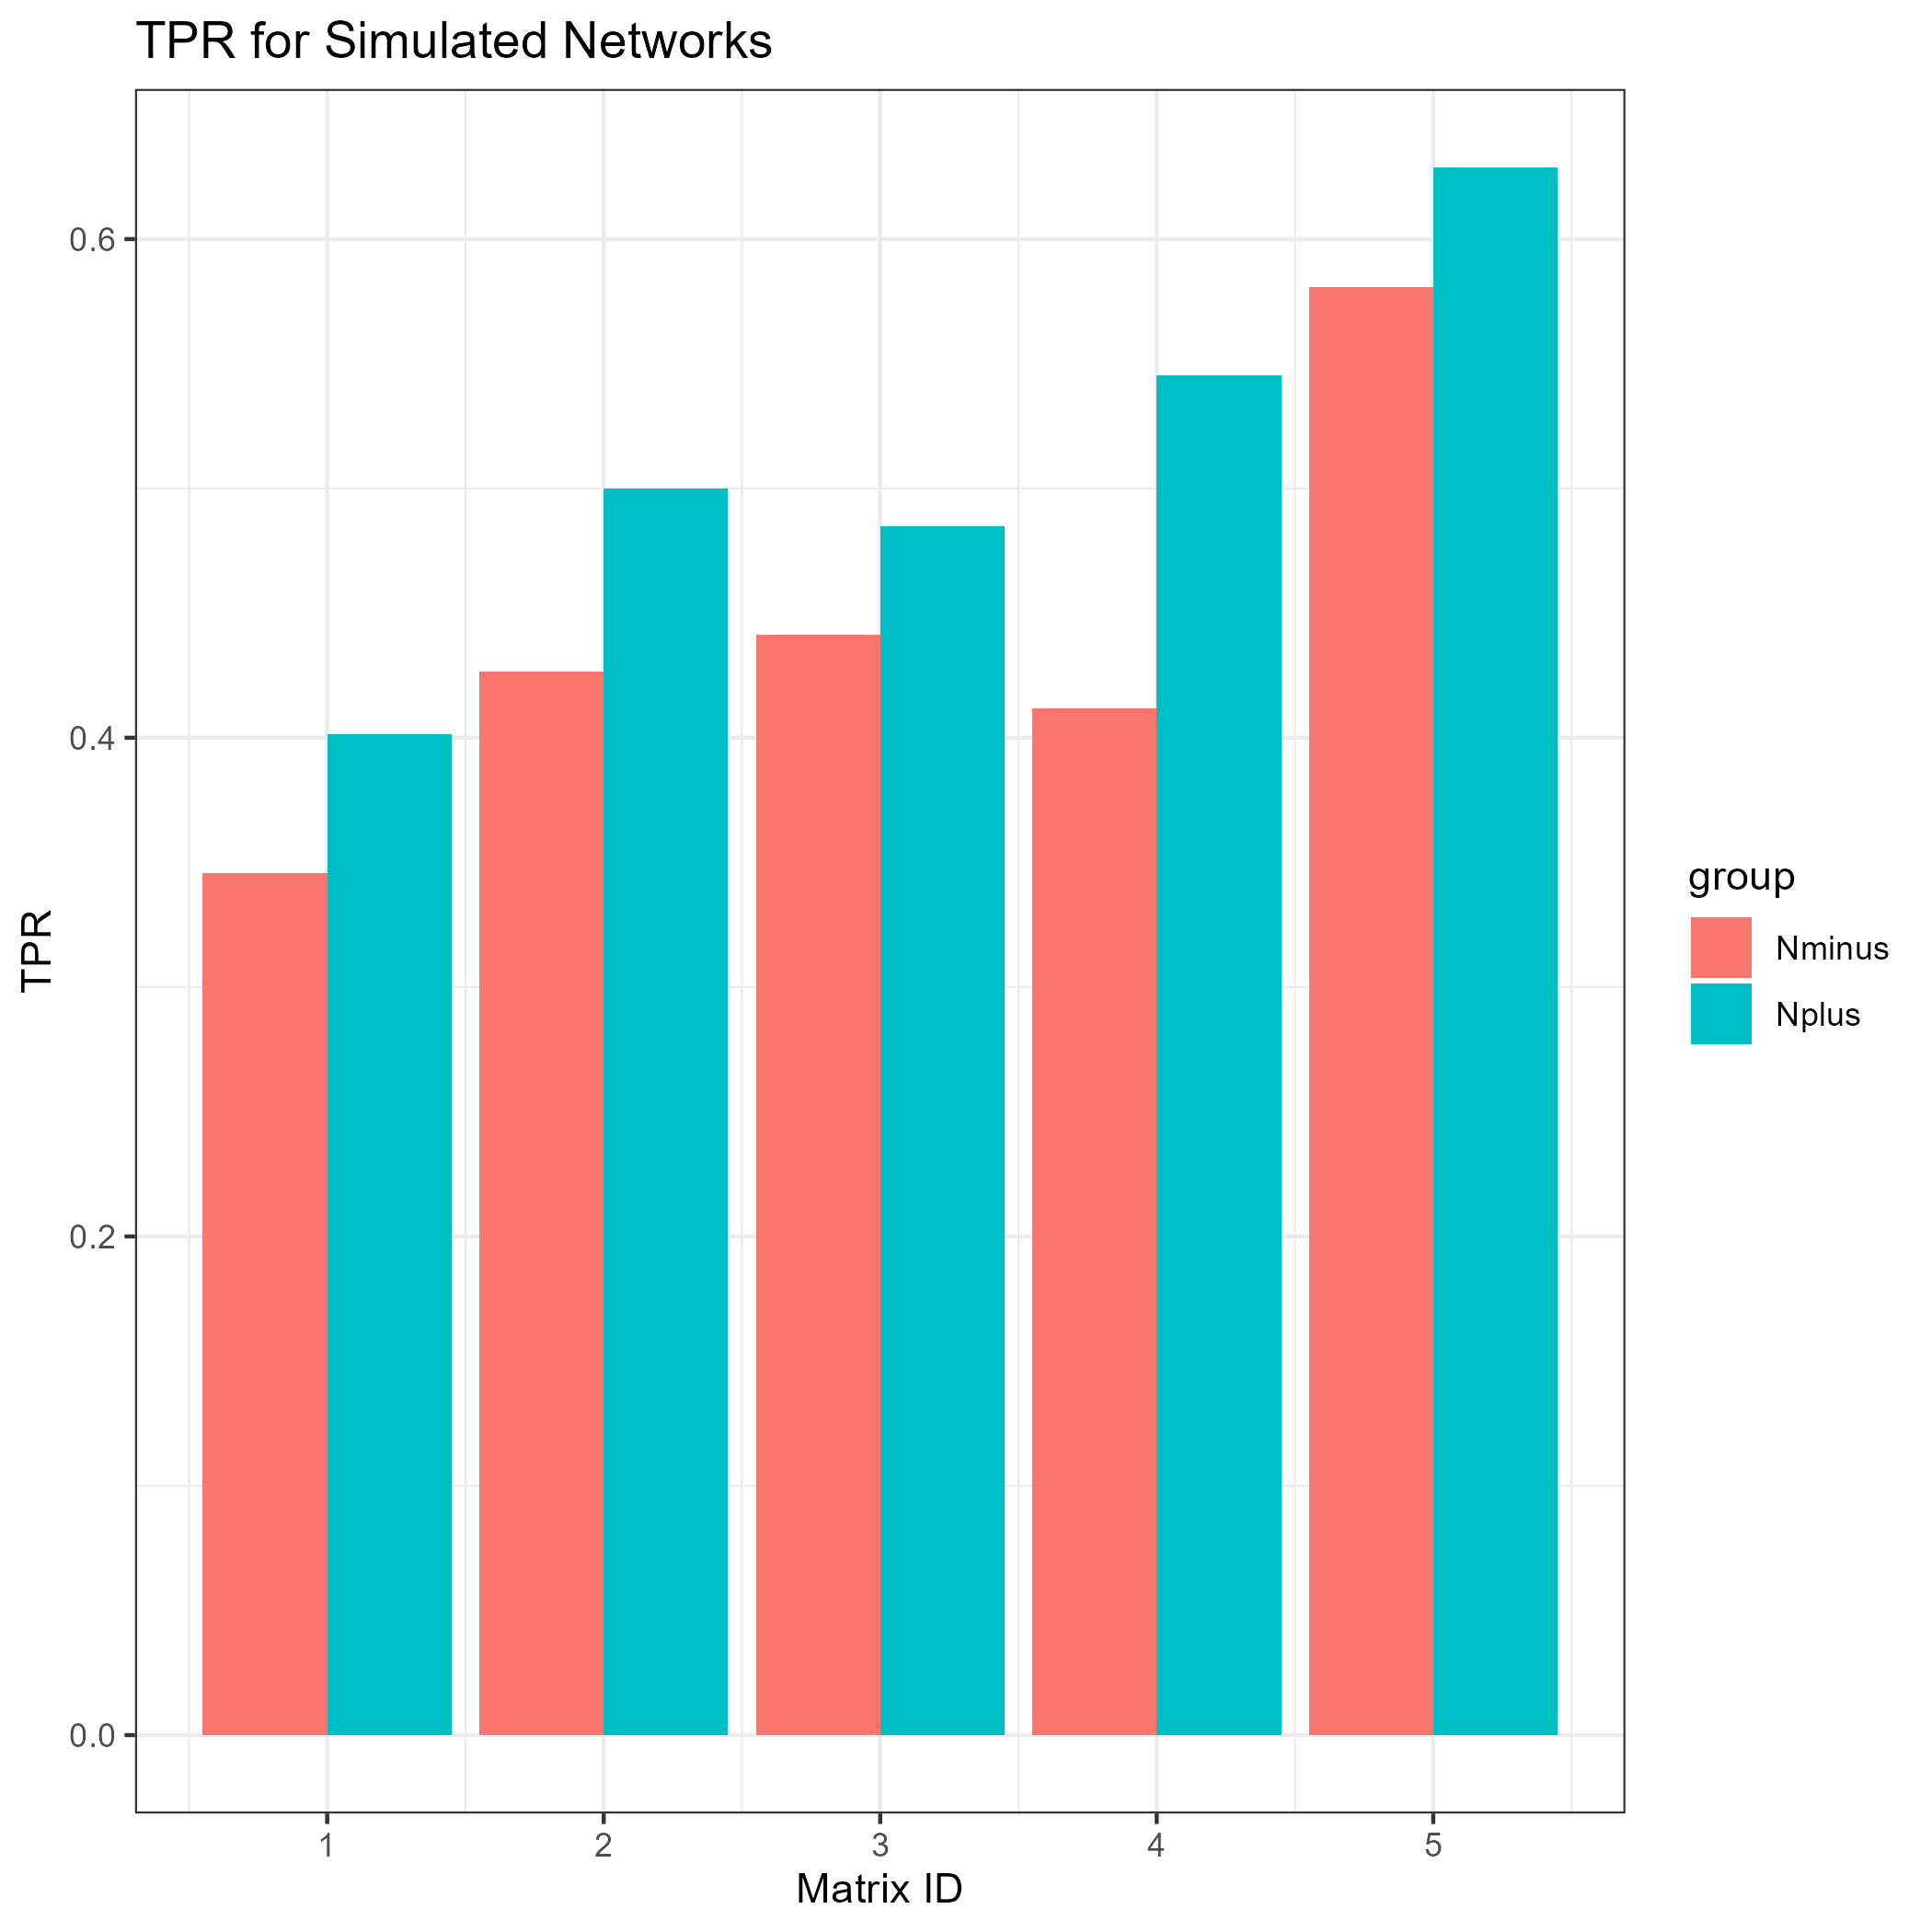 TPR for Simulated Networks
TPR
0.6
0.4
0.2
0.0
1 2 3 4 5
Matrix ID
group
Nminus
Nplus